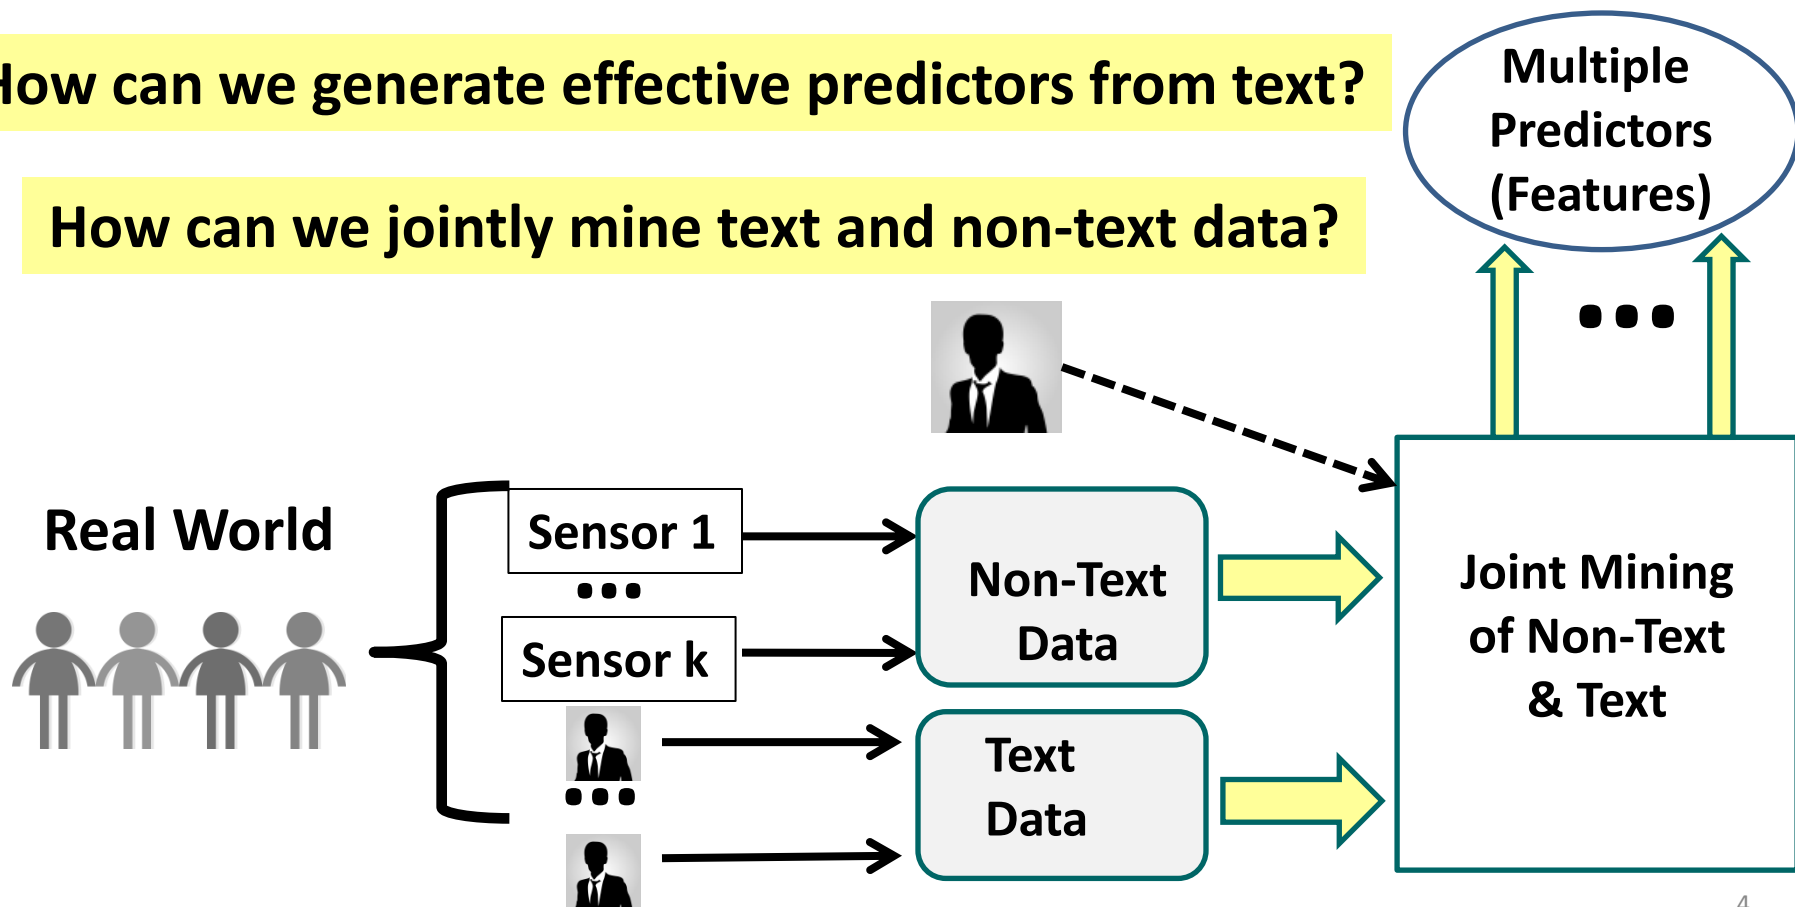 How can we generate effective predictors from text?
How can we jointly mine text and non-text data?
Multiple
Predictors
(Features)
...
Real World
Sensor 1
...
Sensor k
...
Non-Text
Data
Text
Data
Joint Mining
of Non-Text
& Text
4